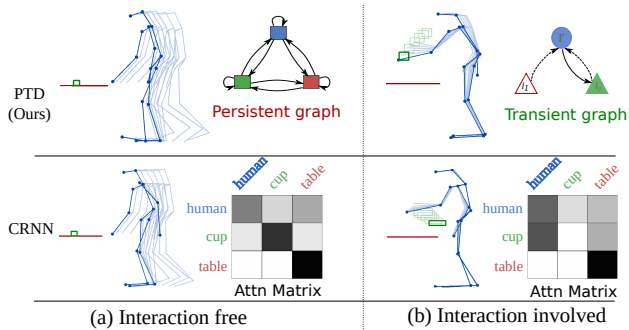 PTD
(Ours)
Persistent graph
r
Transient graph
CRNN
human
cup
table
human
cup
table
Attn Matrix
human
cup
table
human
cup
table
Attn Matrix
(a) Interaction free
(b) Interaction involved